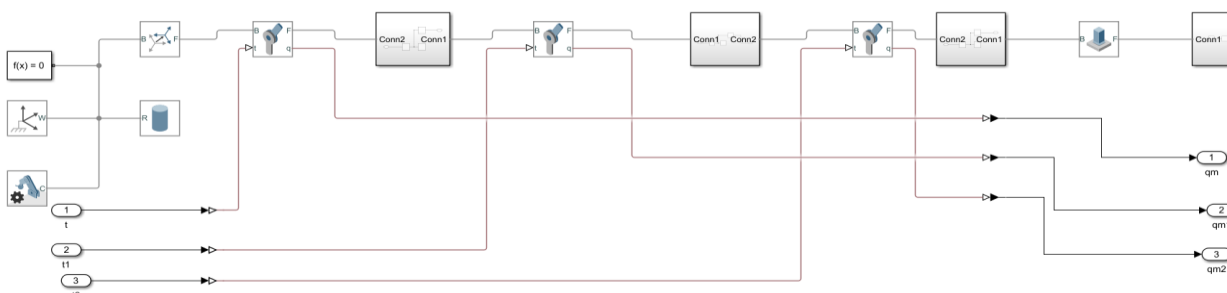 B F
B F
t q
Conn2 Conn1
B F
t q
Conn1 Conn2
B F
t q
Conn2 Conn1
B F
Conn1
f(x) = 0
W
R
C
1
t
2
t1
3
1
qm
2
qm
3
qm2